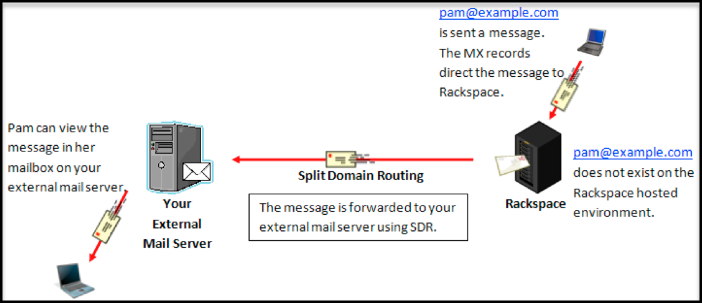 pam@example.com
is sent a message.
The MX records
direct the message to
Rackspace.
Pam can view the
message in her
mailbox on your
external mail server.
Split Domain Routing
pam@example.com
does not exist on the
Rackspace hosted
environment.
Your
External
Mail Server
The message is forwarded to your
external mail server using SDR.
Rackspace